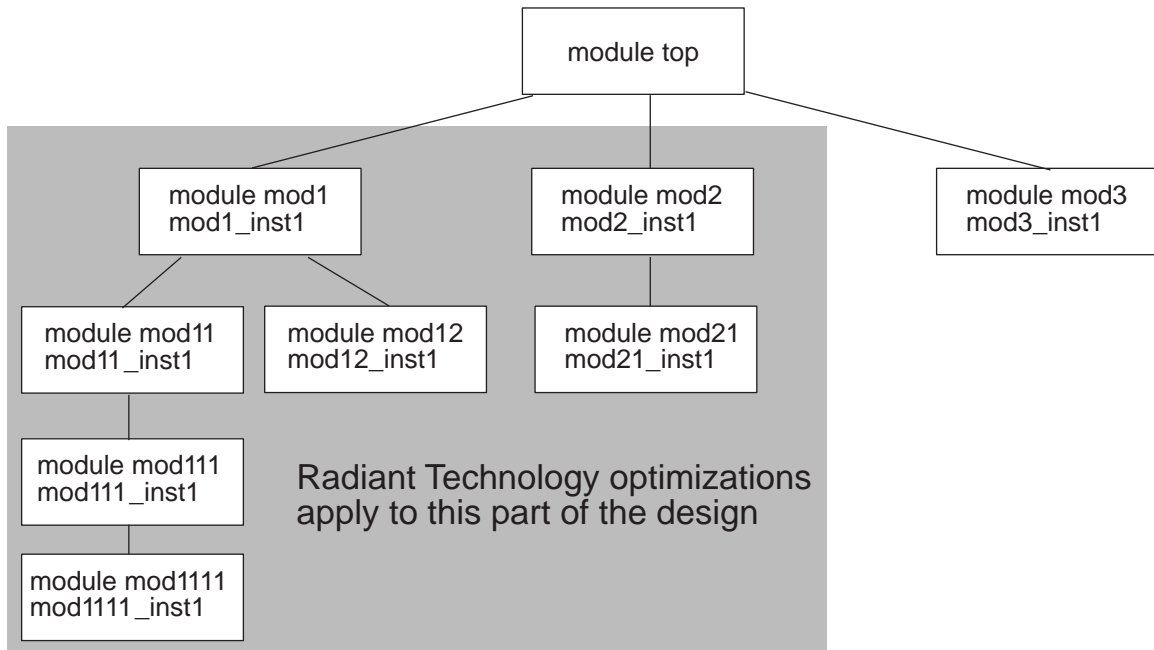 module top
module mod1
mod1_inst1
module mod2
mod2_inst1
module mod3
mod3_inst1
module mod11
mod11_inst1
module mod12
mod12_inst1
module mod21
mod21_inst1
module mod111
mod111_inst1
Radiant Technology optimizations
apply to this part of the design
module mod1111
mod1111_inst1